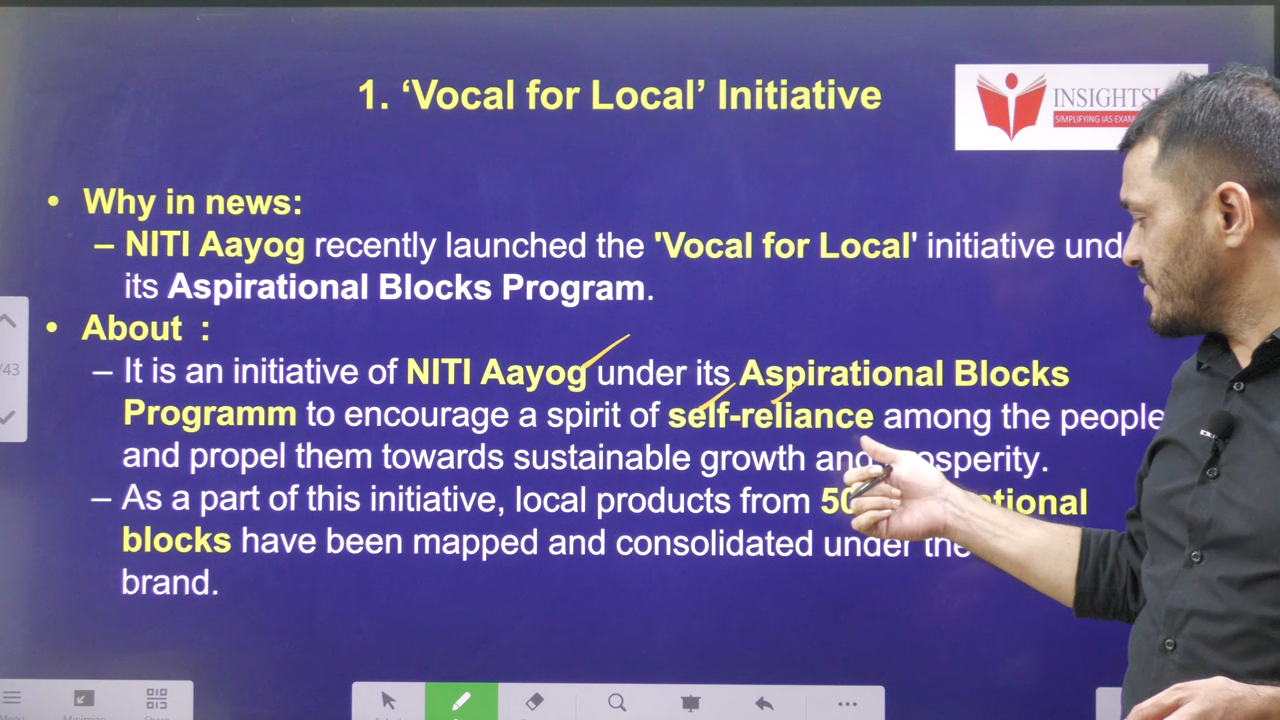 1. ‘Vocal for Local’ Initiative
INSIGHTS
SIMPLIFYING IAS EXAM
• Why in news:
– NITI Aayog recently launched the 'Vocal for Local' initiative
its Aspirational Blocks Program.
• About :
– It is an initiative of NITI Aayog under its Aspirational Blocks
Programm to encourage a spirit of self-reliance among the people
and propel them towards sustainable growth and
– As a part of this initiative, local products from
blocks have been mapped and consolidated under the
brand.
/43
Share